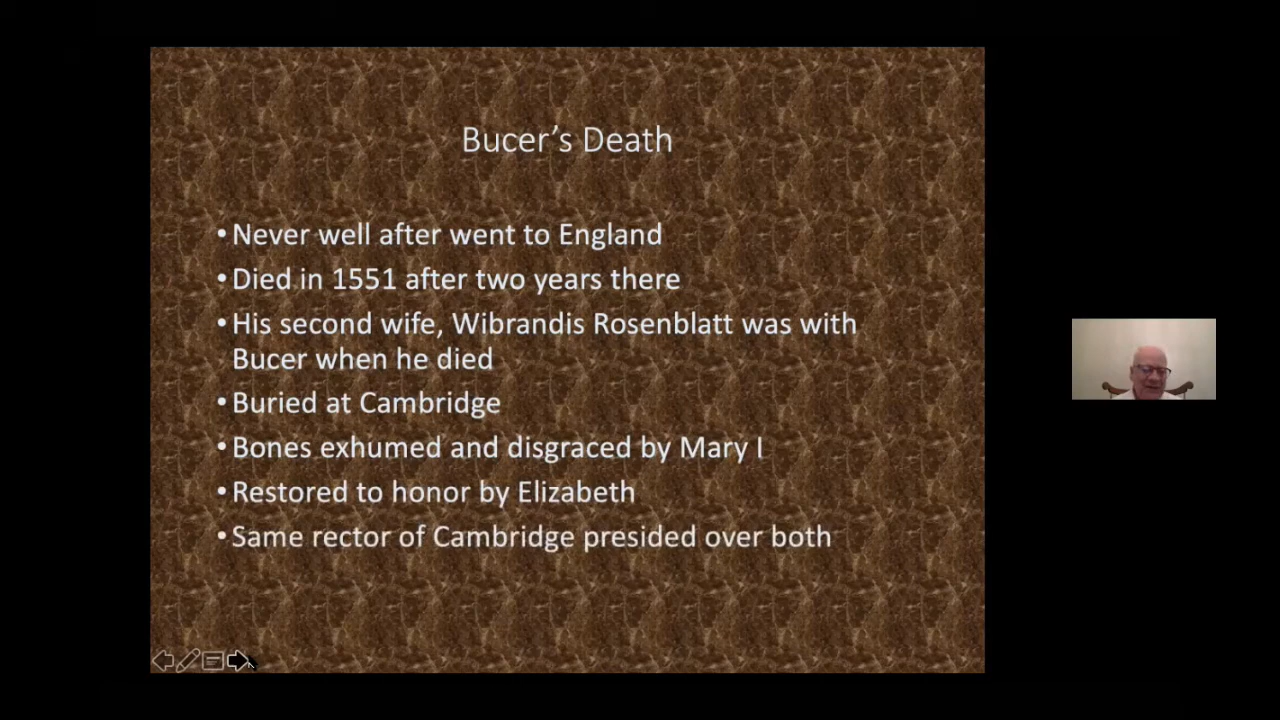 Bucer’s Death
• Never well after went to England
• Died in 1551 after two years there
• His second wife, Wibrandis Rosenblatt was with
Bucer when he died
• Buried at Cambridge
• Bones exhumed and disgraced by Mary I
• Restored to honor by Elizabeth
• Same rector of Cambridge presided over both